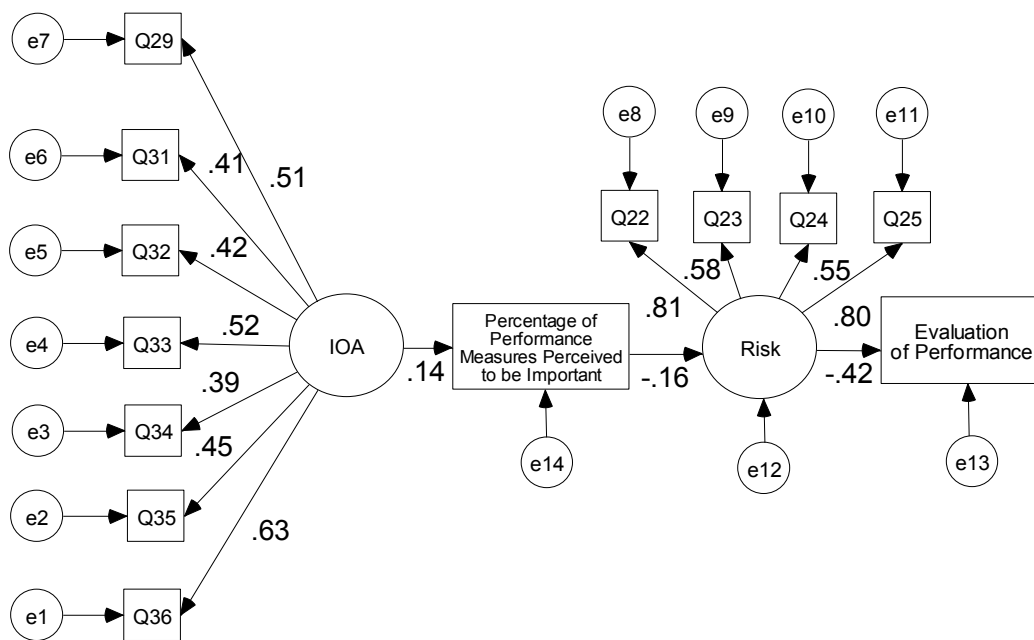 e7
Q29
e6
Q31
.41
.51
e5
Q32
.42
e4
Q33
.52
e3
Q34
.39
e2
Q35
.45
e1
Q36
.63
IOA
.14
Percentage of
Performance
Measures Perceived
to be Important
e14
-.16
e8
e9
e10
e11
Q22
Q23
Q24
Q25
.81
.58
.55
.80
Risk
e12
-.42
Evaluation
of Performance
e13